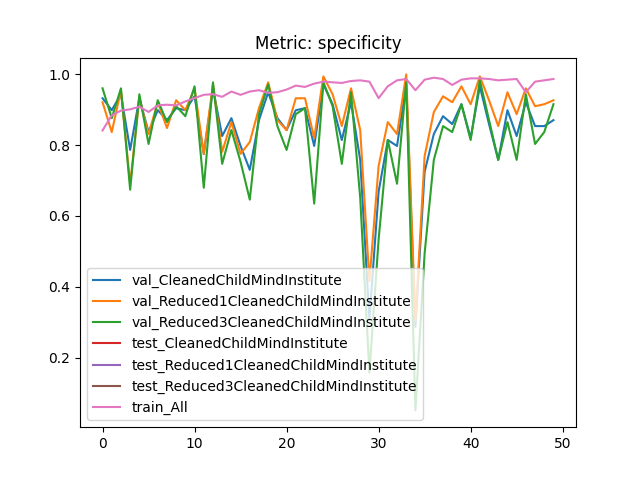 Metric: specificity
1.0
0.8
0.6
0.4
0.2
val_CleanedChildMindInstitute
val_Reduced1CleanedChildMindInstitute
val_Reduced3CleanedChildMindInstitute
test_CleanedChildMindInstitute
test_Reduced1CleanedChildMindInstitute
test_Reduced3CleanedChildMindInstitute
train_All
0 10 20 30 40 50